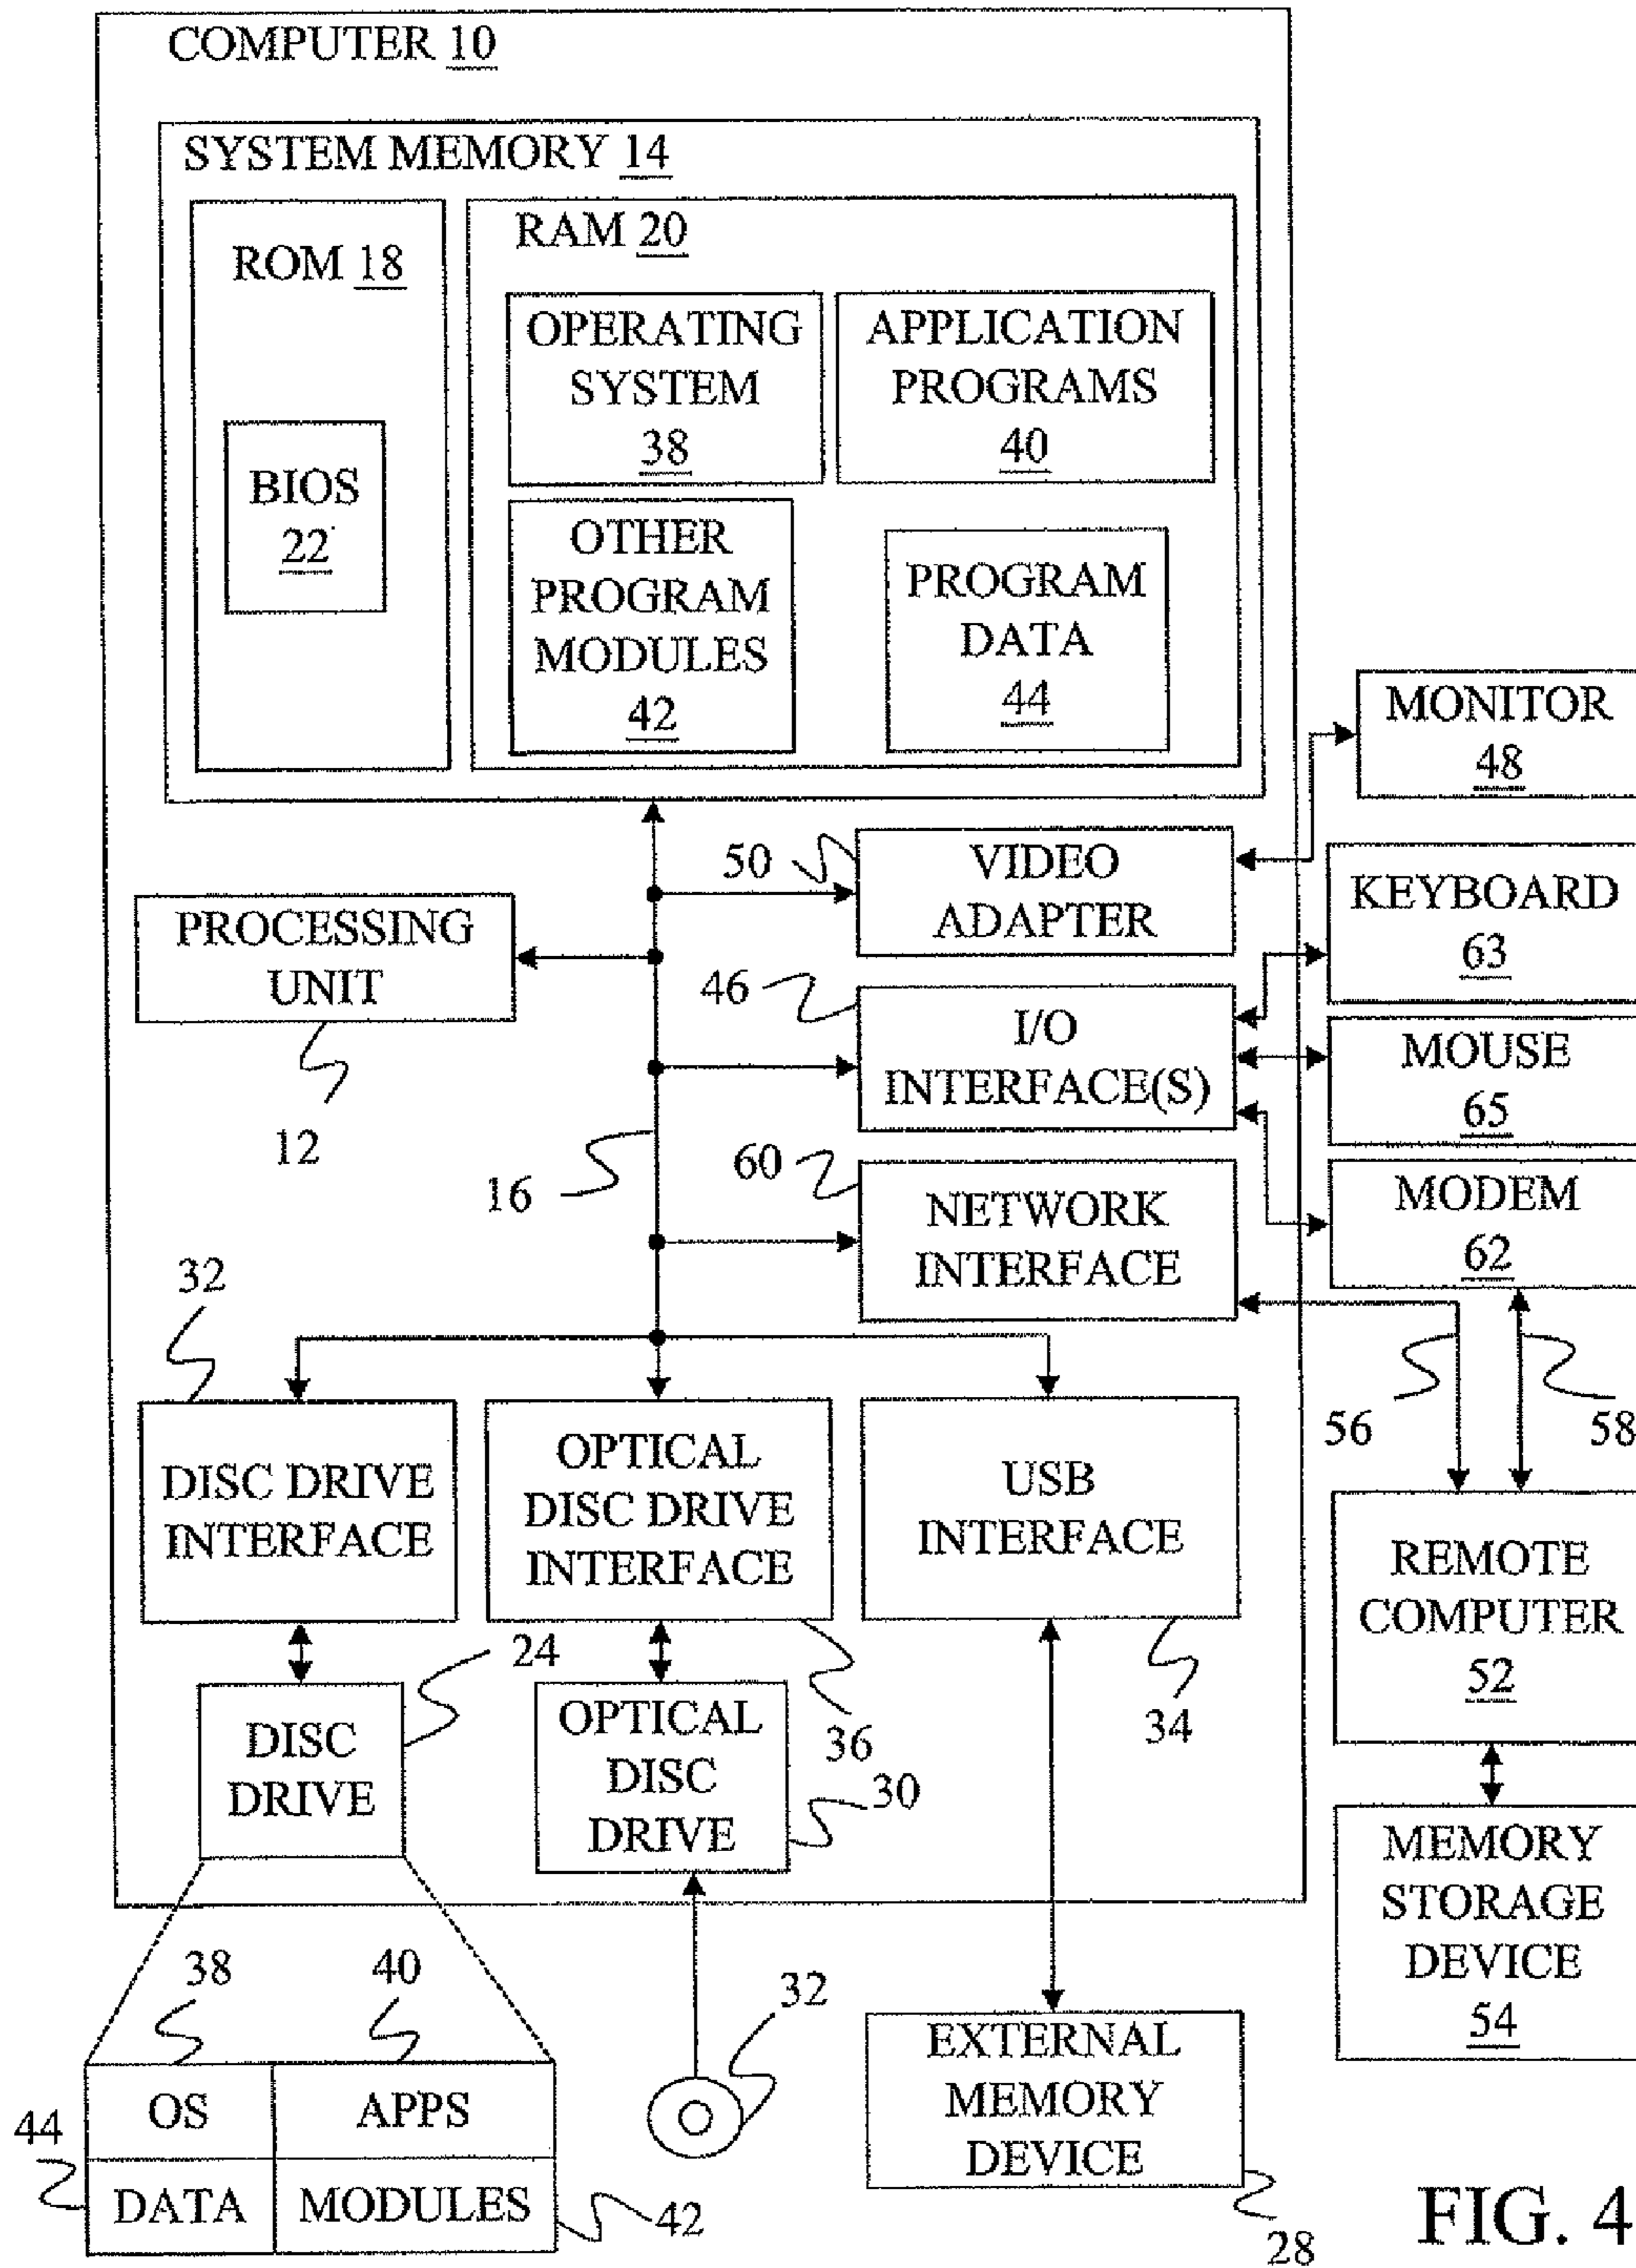 COMPUTER 10
SYSTEM MEMORY 14
ROM 18
BIOS
22
RAM 20
OPERATING
SYSTEM
38
APPLICATION
PROGRAMS
40
OTHER
PROGRAM
MODULES
42
PROGRAM
DATA
44
MONITOR
48
50
VIDEO
ADAPTER
KEYBOARD
63
PROCESSING
UNIT
12
46
I/O
INTERFACE(S)
MOUSE
65
16
60
NETWORK
INTERFACE
MODEM
62
32
DISC DRIVE
INTERFACE
OPTICAL
DISC DRIVE
INTERFACE
USB
INTERFACE
56
58
REMOTE
COMPUTER
52
24
DISC
DRIVE
36
OPTICAL
DISC
DRIVE
30
34
MEMORY
STORAGE
DEVICE
54
38
40
OS
APPS
44
DATA
MODULES
42
32
EXTERNAL
MEMORY
DEVICE
28
FIG. 4